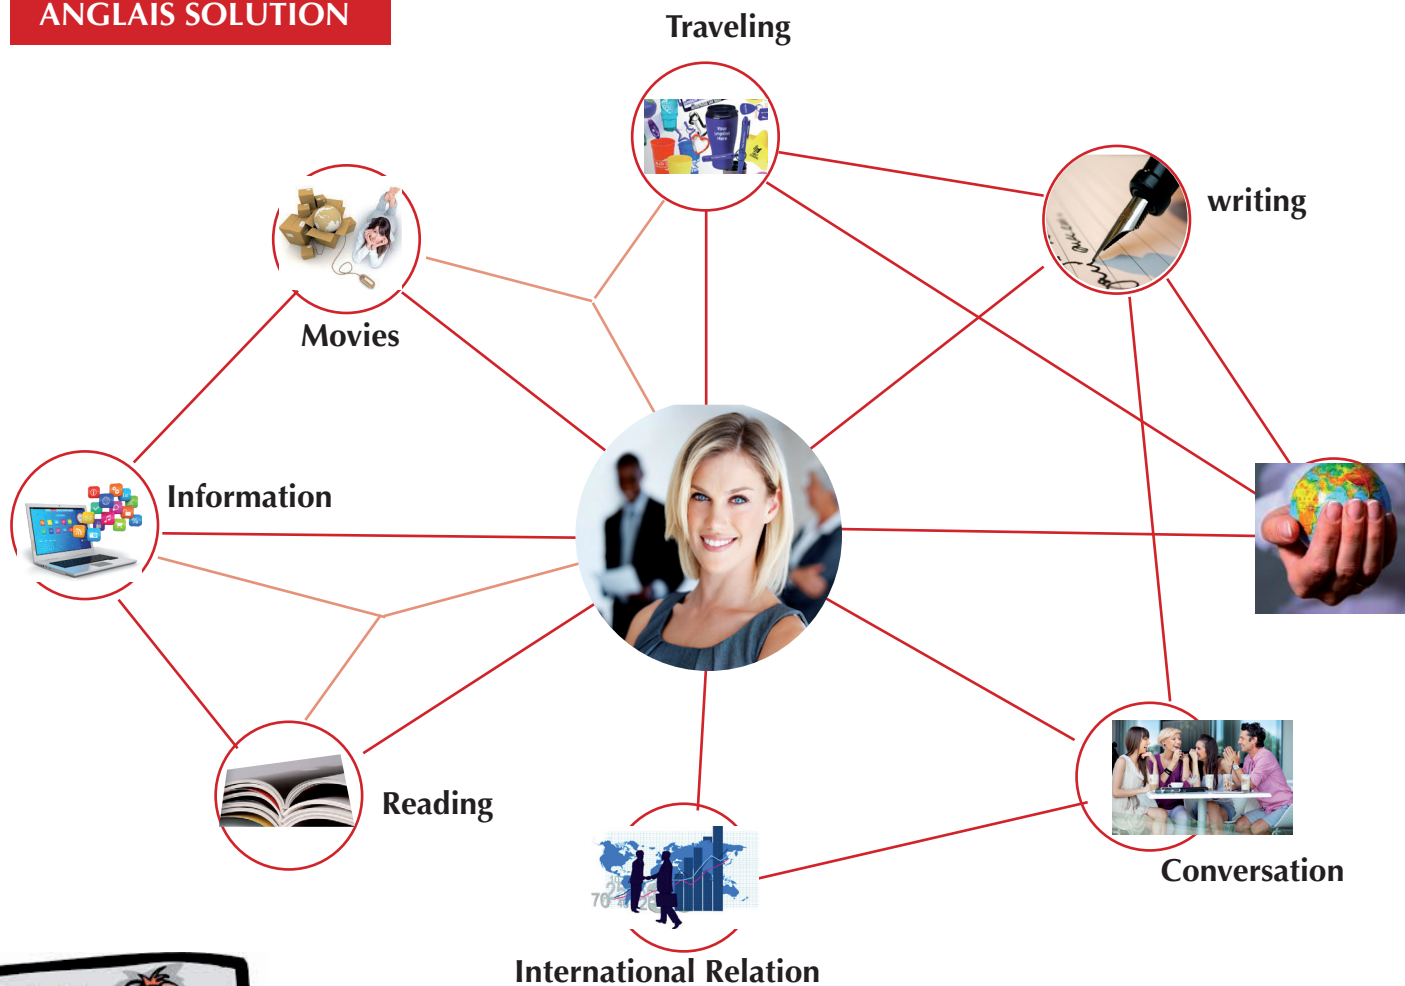 ANGLAIS SOLUTION
Traveling
writing
Movies
Information
Reading
Conversation
International Relation